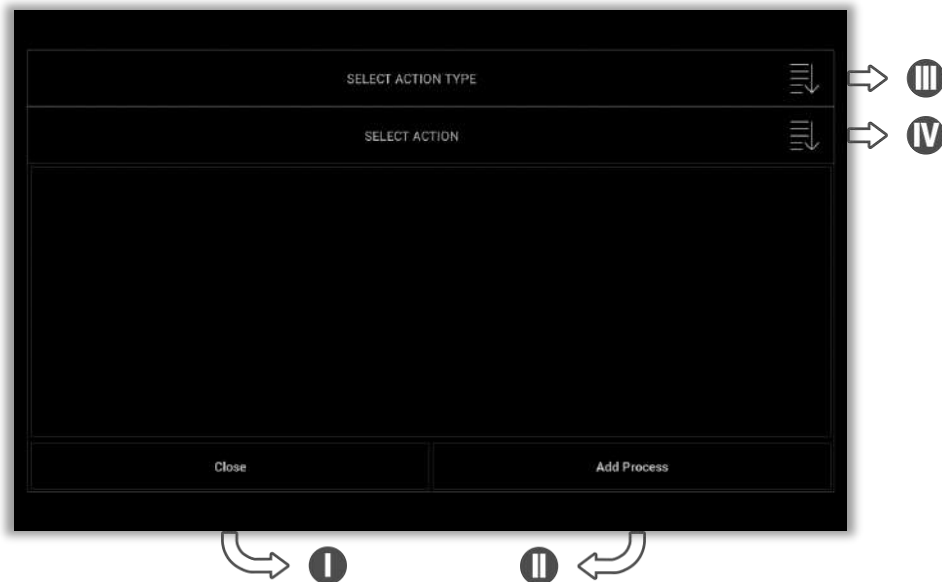 SELECT ACTION TYPE
III
SELECT ACTION
IV
Close
Add Process
I
II